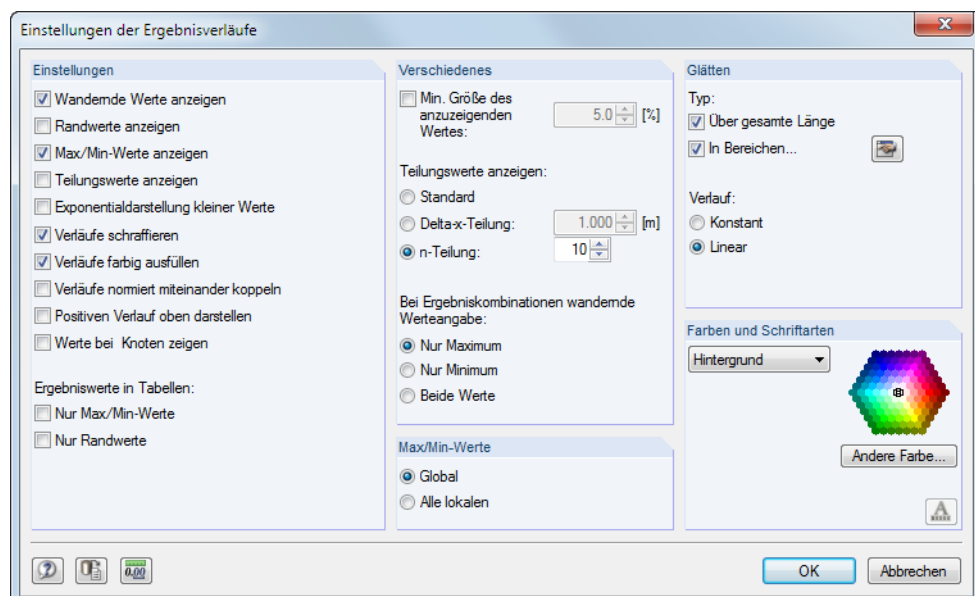 Einstellungen der Ergebnisverläufe
Einstellungen
Wandernde Werte anzeigen
Randwerte anzeigen
Max/Min-Werte anzeigen
Teilungswerte anzeigen
Exponentialdarstellung kleiner Werte
Verläufe schraffieren
Verläufe farbig ausfüllen
Verläufe normiert miteinander koppeln
Positiven Verlauf oben darstellen
Werte bei Knoten zeigen
Ergebniswerte in Tabellen:
Nur Max/Min-Werte
Nur Randwerte
Verschiedenes
Min. Größe des
anzuzeigenden
Wertes:
5.0 [%]
Teilungswerte anzeigen:
Standard
Delta-x-Teilung: 1.000 [m]
n-Teilung: 10
Bei Ergebniskombinationen wandernde
Werteangabe:
Nur Maximum
Nur Minimum
Beide Werte
Max/Min-Werte
Global
Alle lokalen
Glätten
Typ:
Über gesamte Länge
In Bereichen...
Verlauf:
Konstant
Linear
Farben und Schriftarten
Hintergrund
Andere Farbe...
A
0.00
OK
Abbrechen